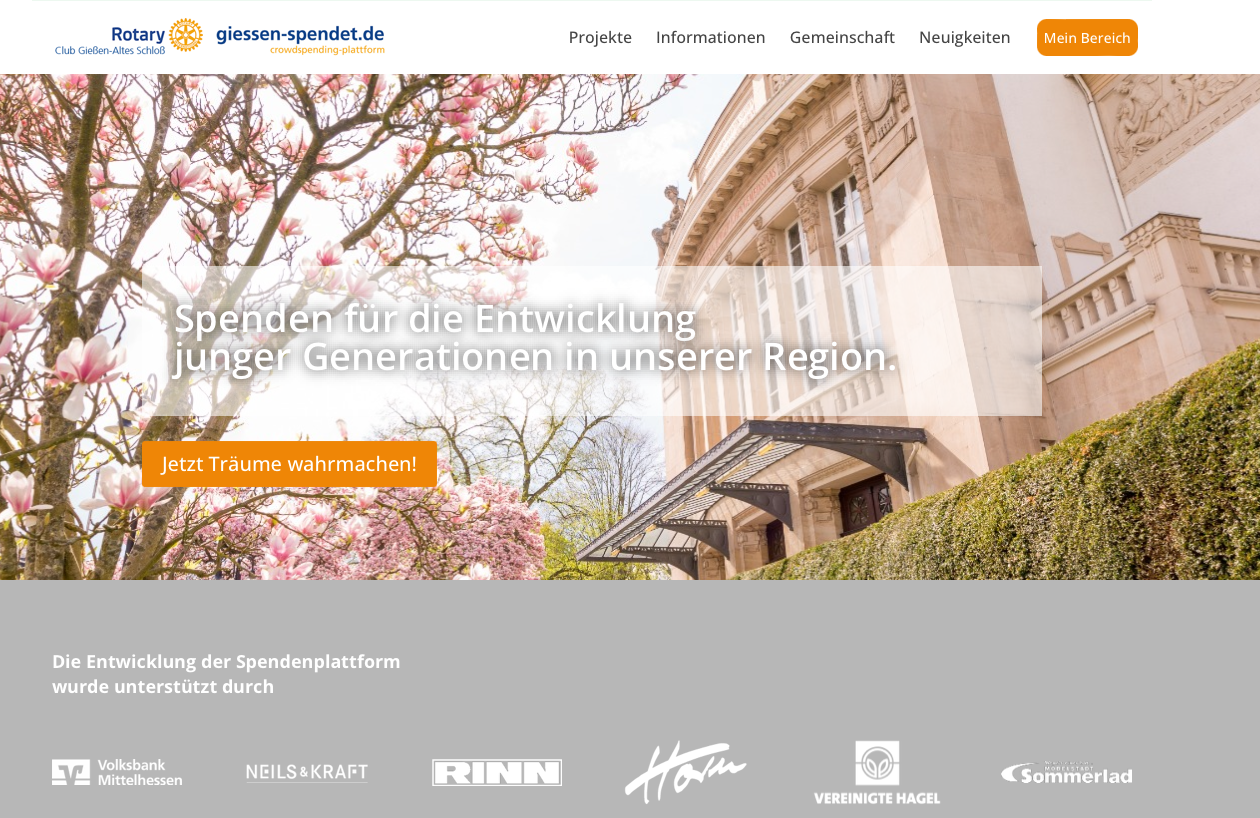 Rotary
Club Gießen-Altes Schloß
giessen-spendet.de
crowdspending-plattform
Projekte Informationen Gemeinschaft Neuigkeiten Mein Bereich
Spenden für die Entwicklung
junger Generationen in unserer Region.
Jetzt Träume wahrmachen!
Die Entwicklung der Spendenplattform
wurde unterstützt durch
Volksbank
Mittelhessen
NEILS & KRAFT
RINN
Horn
VEREINIGTE HAGEL
Sommerlad